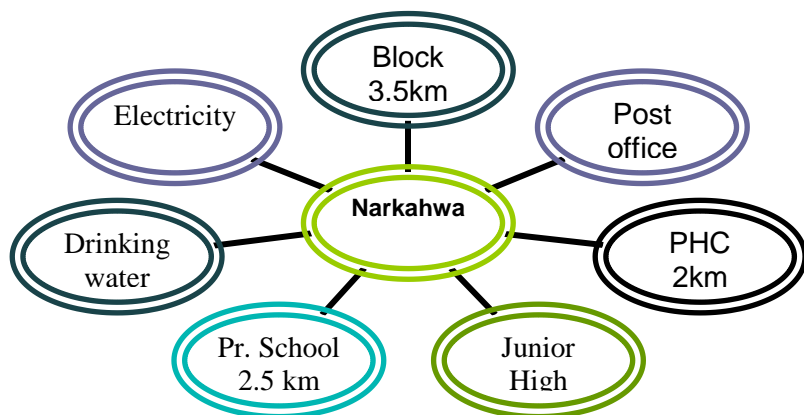 Block
3.5km
Electricity
Post
office
Narkahwa
Drinking
water
PHC
2km
Pr. School
2.5 km
Junior
High